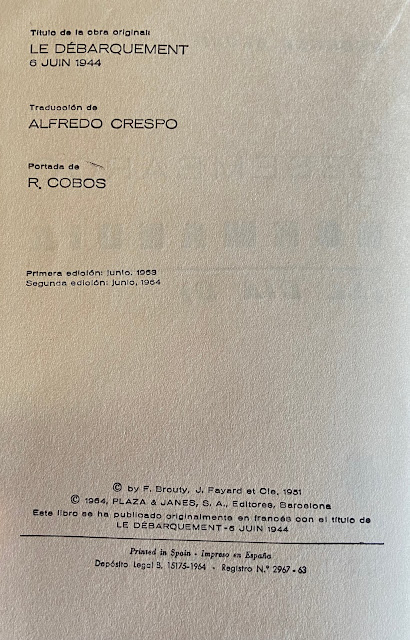 Título de la obra original:
LE DÉBARQUEMENT
6 JUIN 1944
Traducción de
ALFREDO CRESPO
Portada de
R. COBOS
Primera edición: junio, 1963
Segunda edición: junio, 1964
© by F. Brouty, J. Fayard et Cie, 1951
© 1964, PLAZA & JANES, S. A., Editores, Barcelona
Este libro se ha publicado originalmente en francés con el título de
LE DÉBARQUEMENT-6 JUIN 1944
Printed in Spain - Impreso en España
Depósito Legal B. 15175-1964 - Registro N.º 2967 - 63